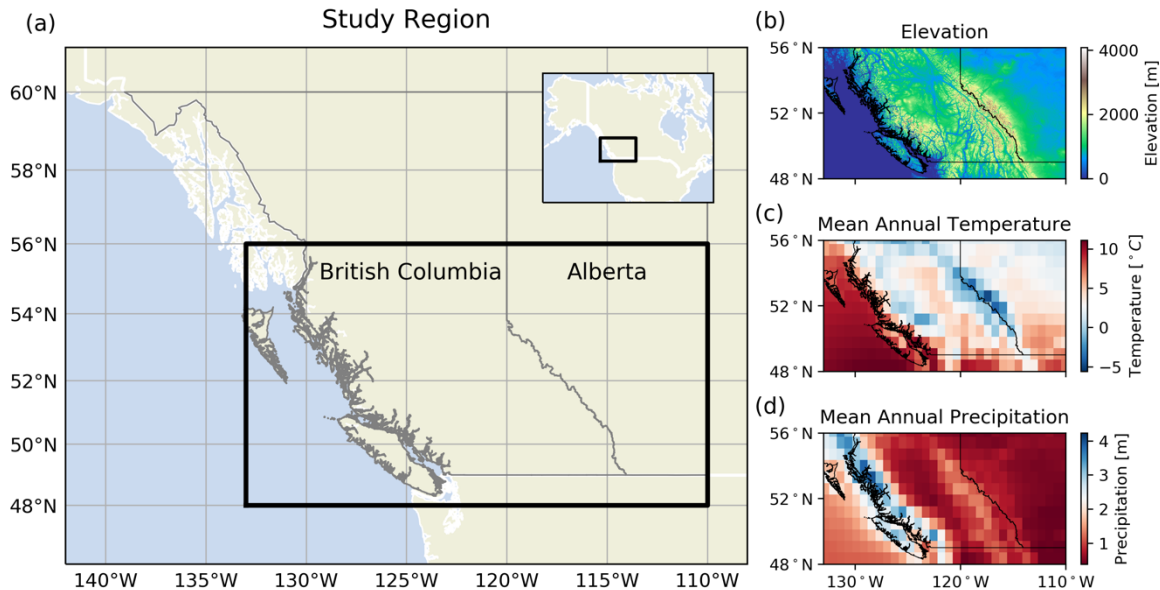 (a)
Study Region
60°N
58°N
56°N
54°N
52°N
50°N
48°N
140°W
135°W
130°W
125°W
120°W
115°W
110°W
British Columbia
Alberta
(b)
Elevation
56°N
52°N
48°N
4000
2000
0
Elevation [m]
(c)
Mean Annual Temperature
56°N
52°N
48°N
10
5
0
−5
Temperature [°C]
(d)
Mean Annual Precipitation
56°N
52°N
48°N
130°W
120°W
110°W
4
3
2
1
Precipitation [m]